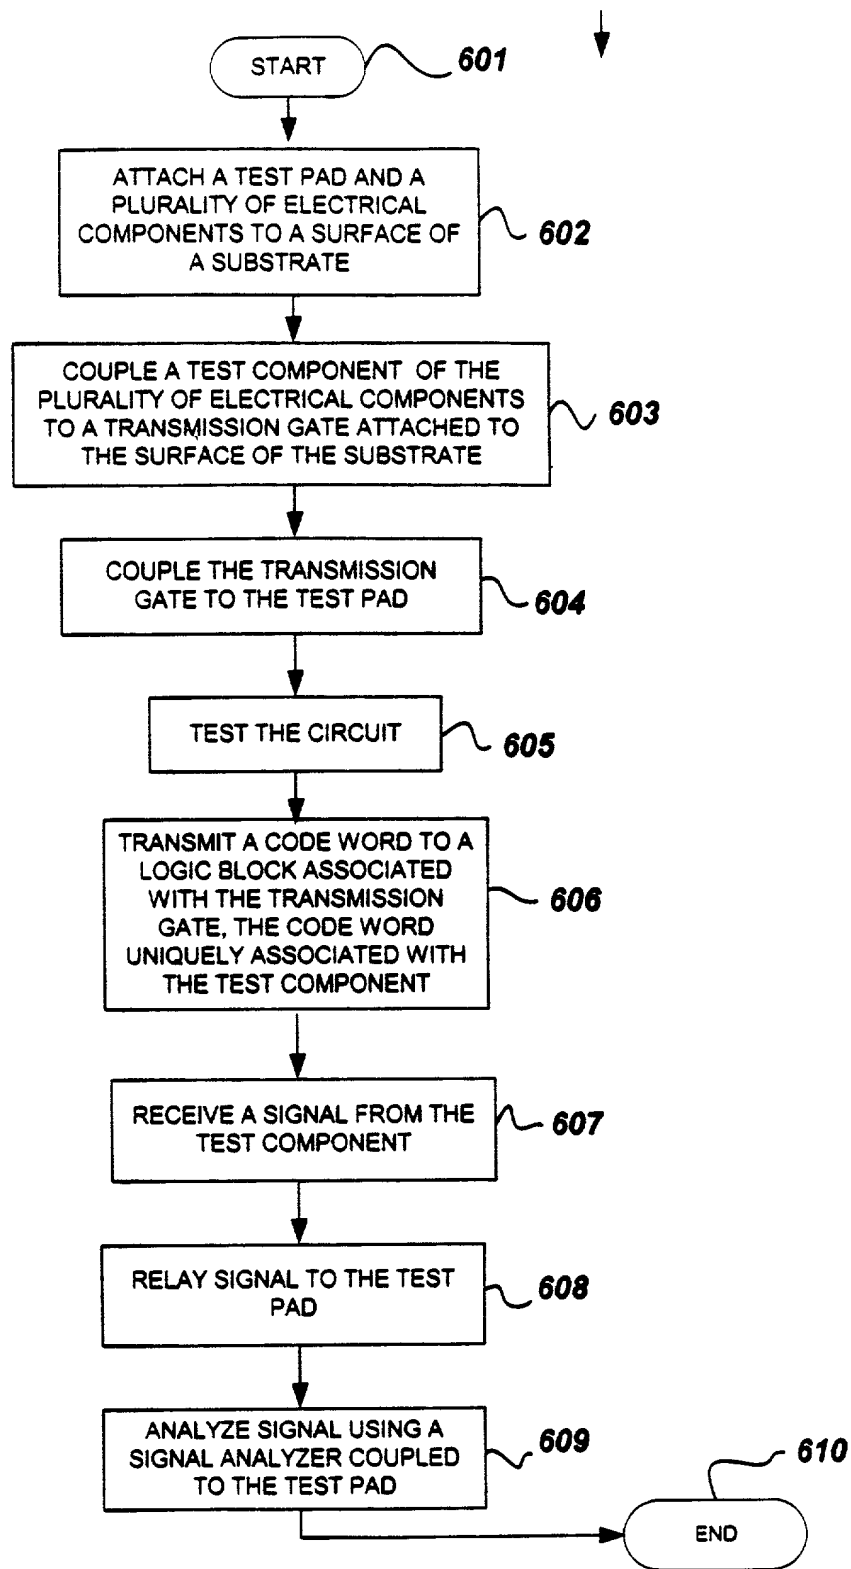 START
601
ATTACH A TEST PAD AND A
PLURALITY OF ELECTRICAL
COMPONENTS TO A SURFACE OF
A SUBSTRATE
602
COUPLE A TEST COMPONENT OF THE
PLURALITY OF ELECTRICAL COMPONENTS
TO A TRANSMISSION GATE ATTACHED TO
THE SURFACE OF THE SUBSTRATE
603
COUPLE THE TRANSMISSION
GATE TO THE TEST PAD
604
TEST THE CIRCUIT
605
TRANSMIT A CODE WORD TO A
LOGIC BLOCK ASSOCIATED
WITH THE TRANSMISSION
GATE, THE CODE WORD
UNIQUELY ASSOCIATED WITH
THE TEST COMPONENT
606
RECEIVE A SIGNAL FROM THE
TEST COMPONENT
607
RELAY SIGNAL TO THE TEST
PAD
608
ANALYZE SIGNAL USING A
SIGNAL ANALYZER COUPLED
TO THE TEST PAD
609
610
END